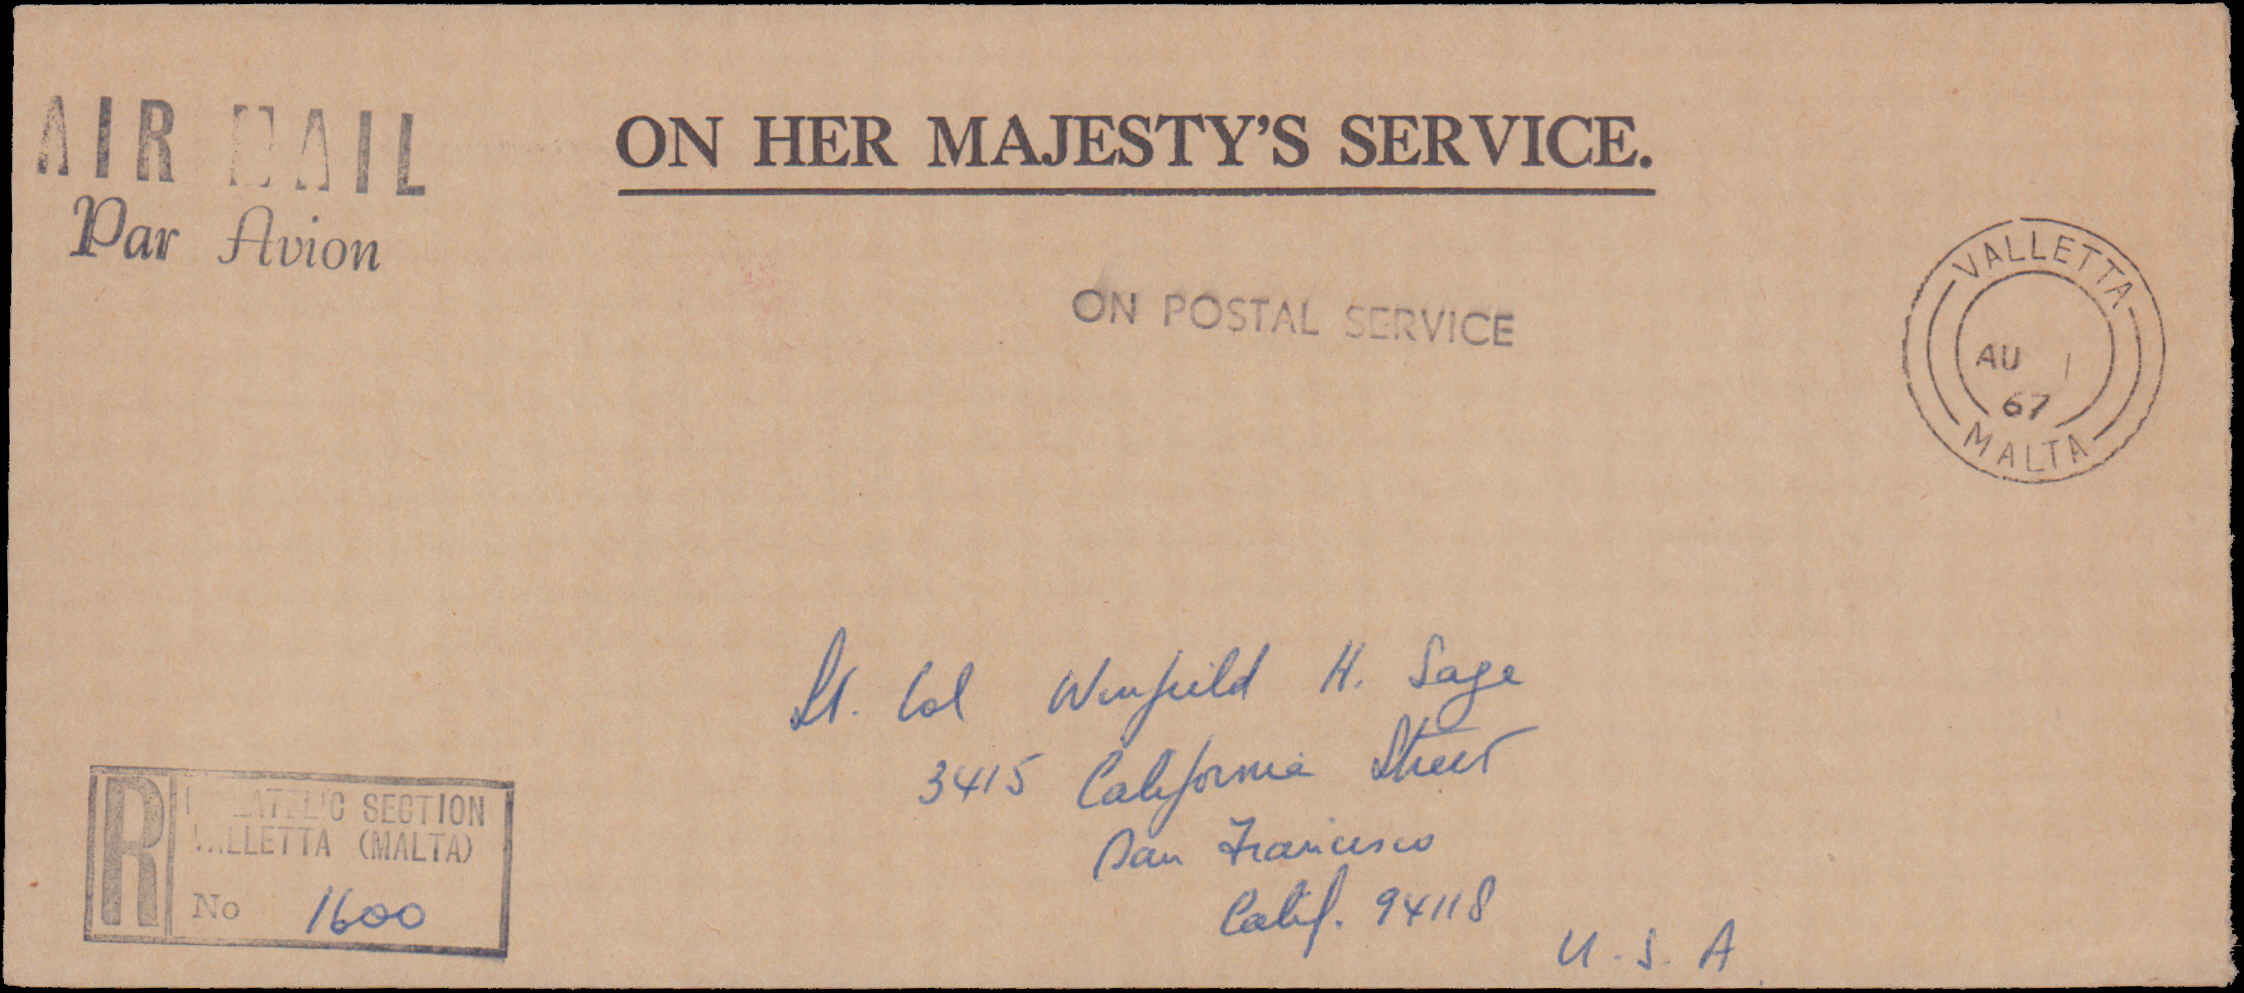 AIR MAIL
Par Avion
ON HER MAJESTY'S SERVICE.
ON POSTAL SERVICE
VALLETTA
AU 1
67
MALTA
Lt. Col Winfield H. Sage
3415 California Street
San Francisco
Calif. 94118
U.S.A
R
PHILATELIC SECTION
VALLETTA (MALTA)
No 1600